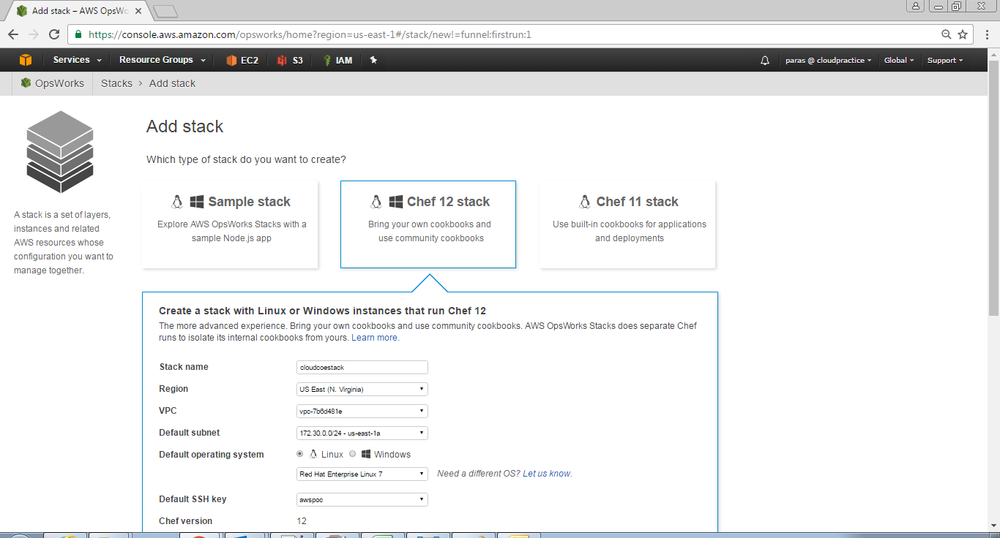 Add stack – AWS OpsWo
https://console.aws.amazon.com/opsworks/home?region=us-east-1#/stack/new!=funnel:firstrun:1
Services Resource Groups EC2 S3 IAM paras @ cloudpractice Global Support
OpsWorks Stacks > Add stack
A stack is a set of layers,
instances and related
AWS resources whose
configuration you want to
manage together.
Add stack
Which type of stack do you want to create?
Sample stack
Explore AWS OpsWorks Stacks with a
sample Node.js app
Chef 12 stack
Bring your own cookbooks and
use community cookbooks
Chef 11 stack
Use built-in cookbooks for applications
and deployments
Create a stack with Linux or Windows instances that run Chef 12
The more advanced experience. Bring your own cookbooks and use community cookbooks. AWS OpsWorks Stacks does separate Chef
runs to isolate its internal cookbooks from yours. Learn more.
Stack name cloudcoestack
Region US East (N. Virginia)
VPC vpc-7b6d481e
Default subnet 172.30.0.0/24 - us-east-1a
Default operating system Linux Windows
Red Hat Enterprise Linux 7 Need a different OS? Let us know.
Default SSH key awspoc
Chef version 12